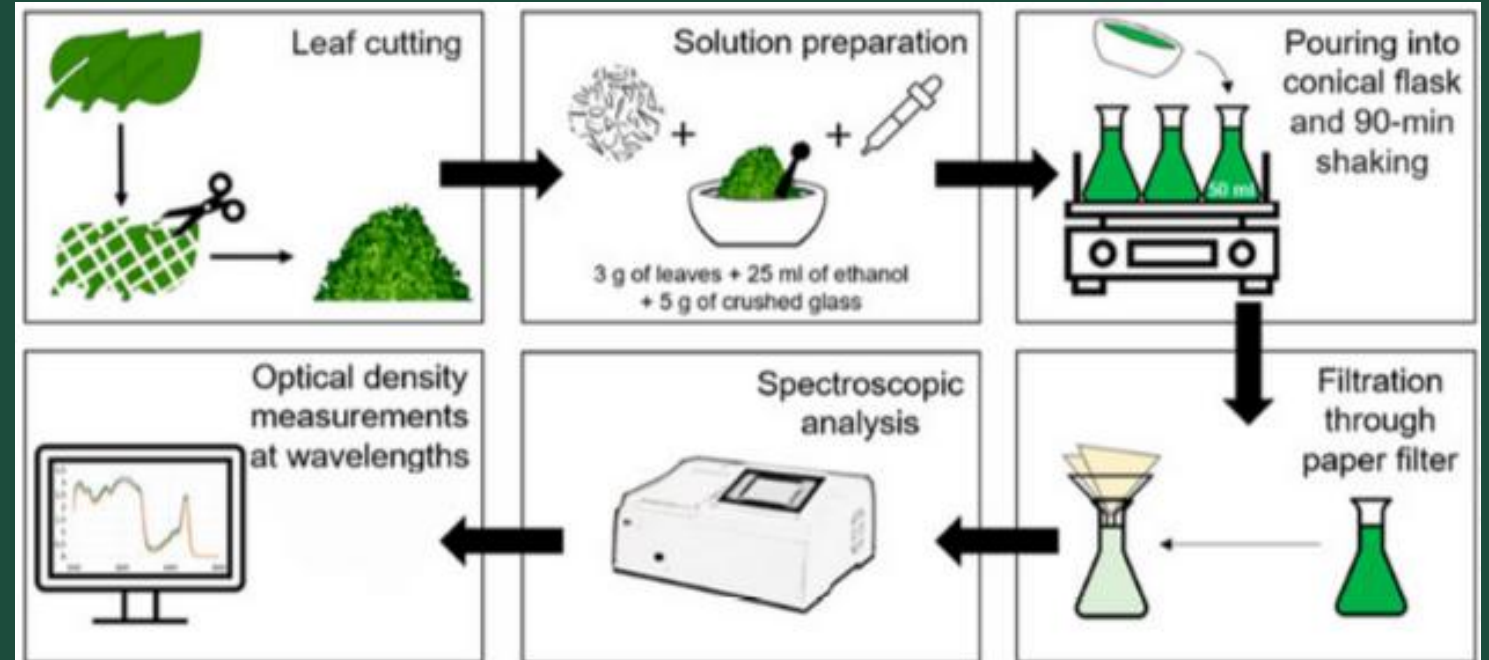 Leaf cutting
Solution preparation
+
+
3 g of leaves + 25 ml of ethanol
+ 5 g of crushed glass
Pouring into
conical flask
and 90-min
shaking
50 ml
Filtration
through
paper filter
Spectroscopic
analysis
Optical density
measurements
at wavelengths